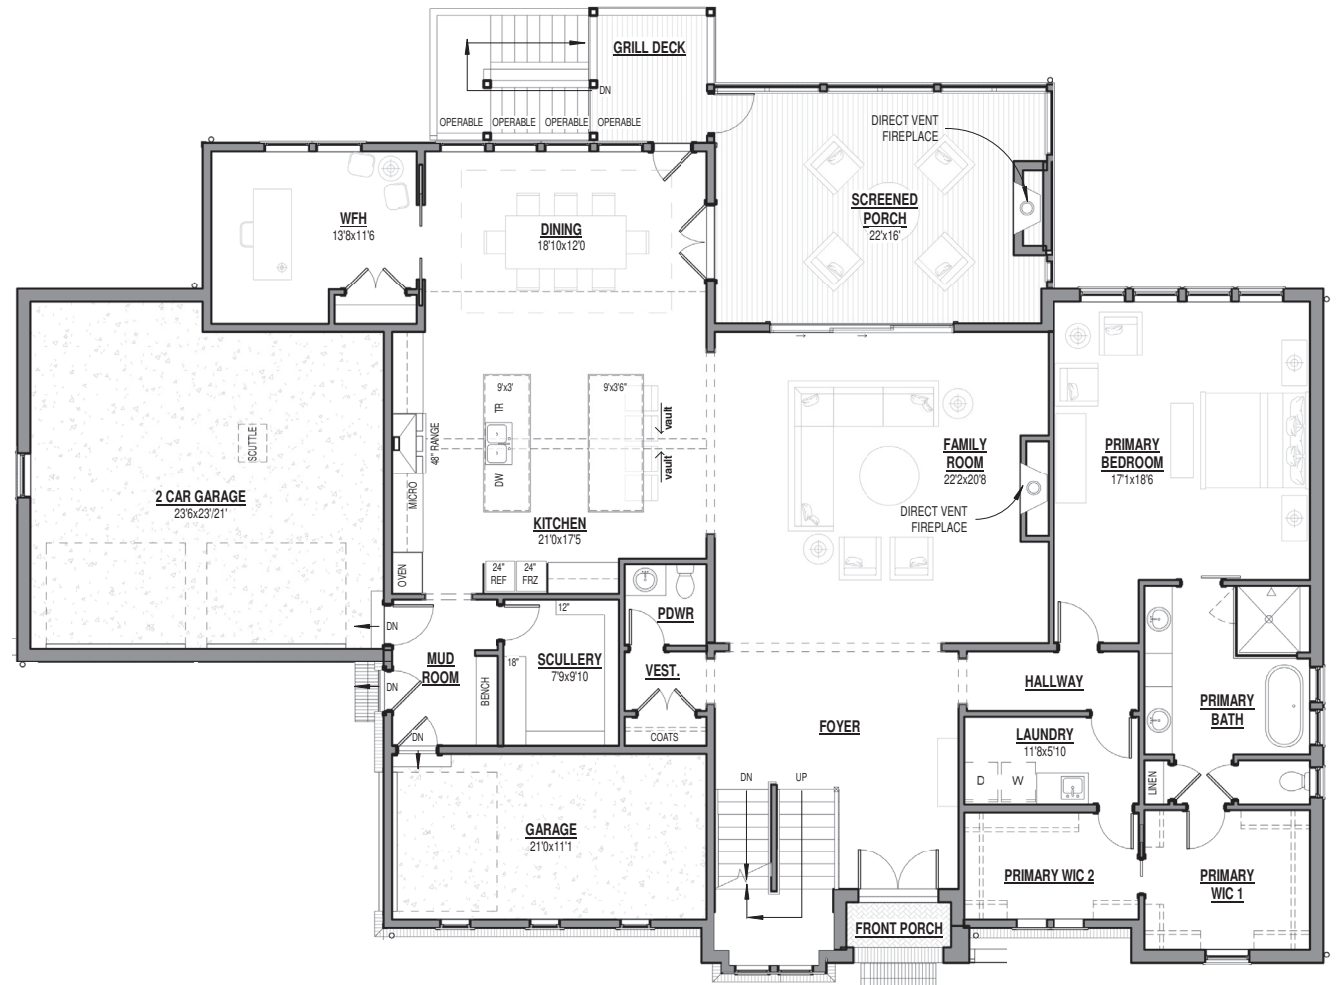 GRILL DECK
DN
OPERABLE OPERABLE OPERABLE OPERABLE
DIRECT VENT
FIREPLACE
WFH
13'8x11'6
DINING
18'10x12'0
SCREENED
PORCH
22'x16'
9'x3'
9'x3'6"
TR
DW
vault
vault
48" RANGE
MICRO
OVEN
SCUTTLE
2 CAR GARAGE
23'6x23'/21'
KITCHEN
21'0x17'5
24"
REF
24"
FRZ
FAMILY
ROOM
22'2x20'8
DIRECT VENT
FIREPLACE
PRIMARY
BEDROOM
17'1x18'6
DN
DN
DN
MUD
ROOM
BENCH
12"
18"
SCULLERY
7'9x9'10
PDWR
VEST.
COATS
FOYER
HALLWAY
LAUNDRY
11'8x5'10
D
W
PRIMARY
BATH
LINEN
GARAGE
21'0x11'1
DN
UP
FRONT PORCH
PRIMARY WIC 2
PRIMARY
WIC 1